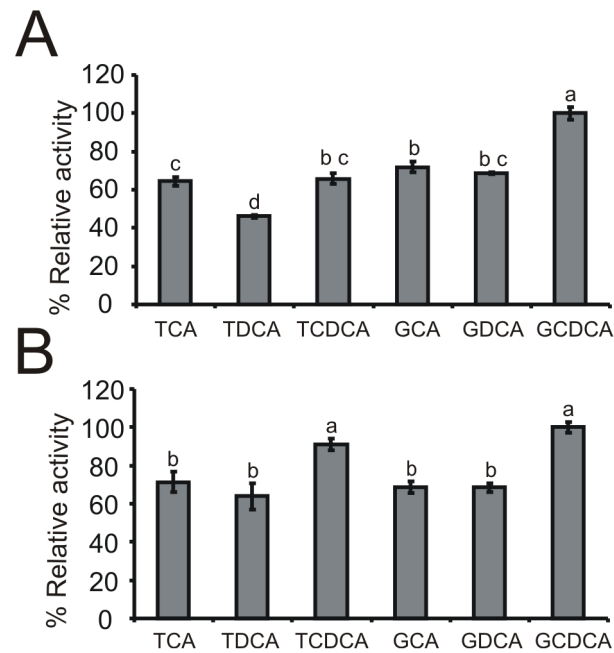 A
% Relative activity
120
100
80
60
40
20
0
c
d
b c
b
b c
a
TCA TDCA TCDCA GCA GDCA GCDCA
B
% Relative activity
120
100
80
60
40
20
0
b
b
a
b
b
a
TCA TDCA TCDCA GCA GDCA GCDCA